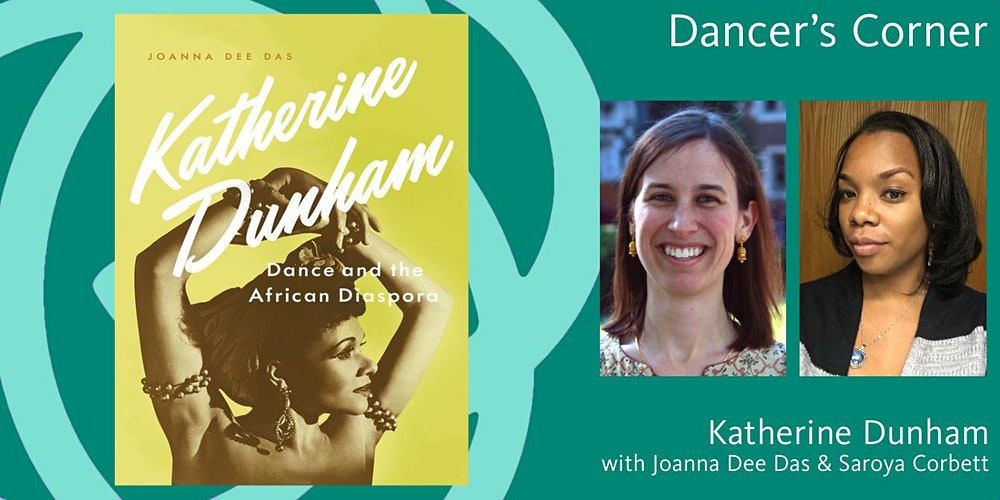 JOANNA DEE DAS
Katherine
Dunham
Dance and the
African Diaspora
Dancer’s Corner
Katherine Dunham
with Joanna Dee Das & Saroya Corbett